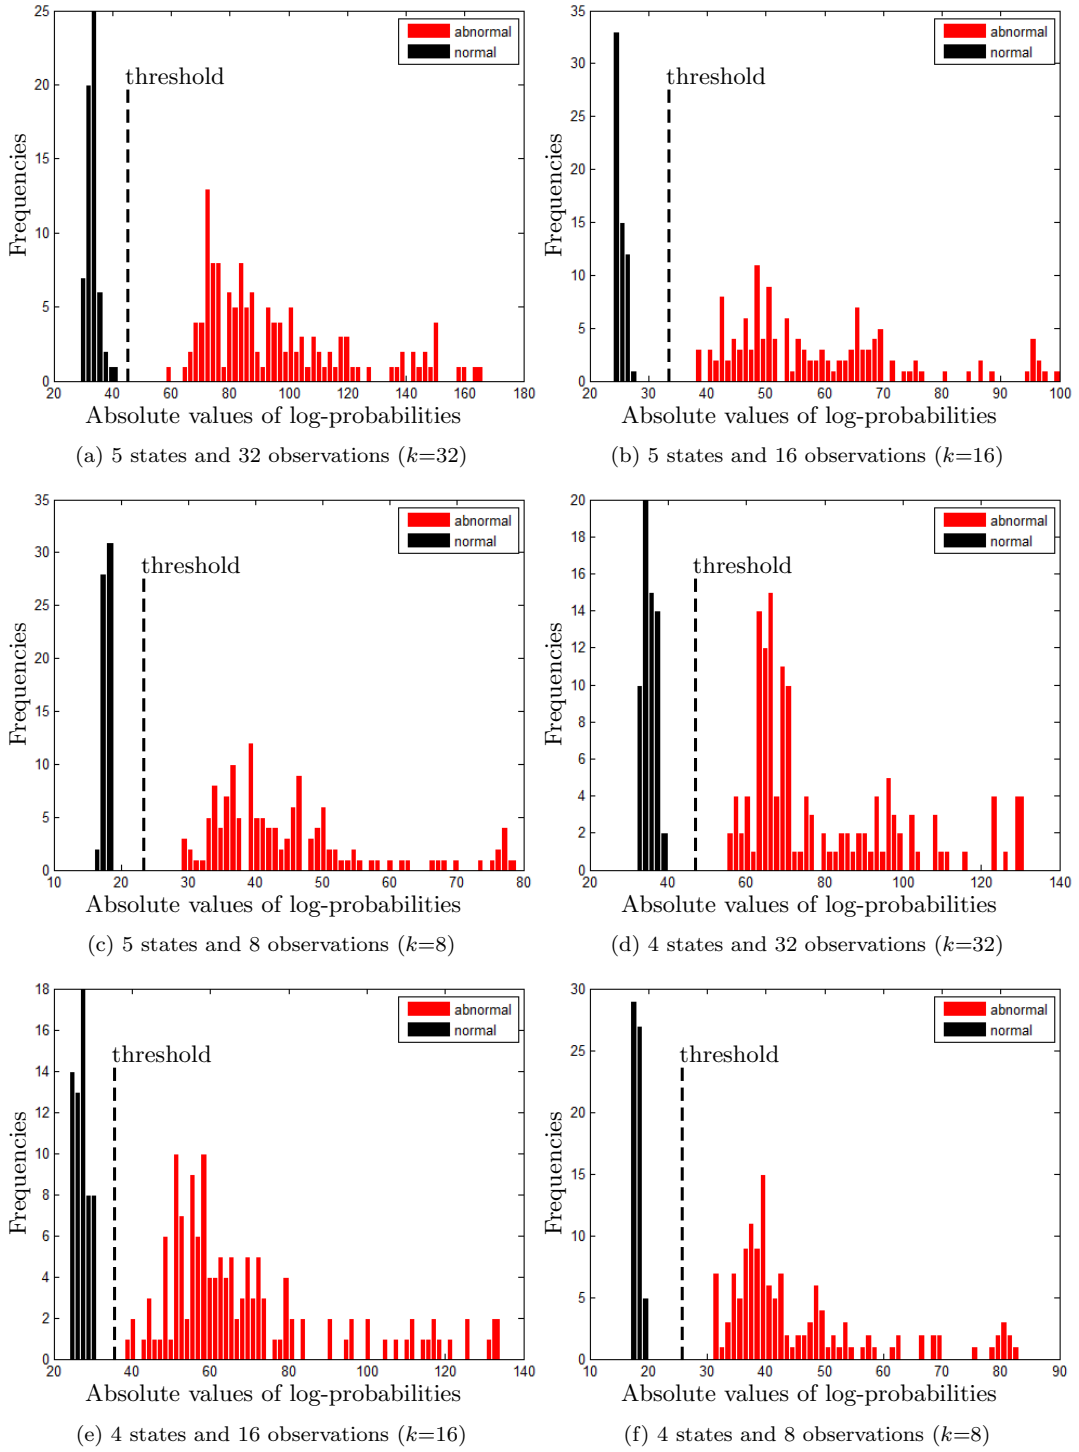 25
20
15
10
5
0
20 40 60 80 100 120 140 160 180
Frequencies
threshold
abnormal
normal
Absolute values of log-probabilities
(a) 5 states and 32 observations (k=32)
35
30
25
20
15
10
5
0
20 30 40 50 60 70 80 90 100
Frequencies
threshold
abnormal
normal
Absolute values of log-probabilities
(b) 5 states and 16 observations (k=16)
35
30
25
20
15
10
5
0
10 20 30 40 50 60 70 80
Frequencies
threshold
abnormal
normal
Absolute values of log-probabilities
(c) 5 states and 8 observations (k=8)
20
18
16
14
12
10
8
6
4
2
0
20 40 60 80 100 120 140
Frequencies
threshold
abnormal
normal
Absolute values of log-probabilities
(d) 4 states and 32 observations (k=32)
18
16
14
12
10
8
6
4
2
0
20 40 60 80 100 120 140
Frequencies
threshold
abnormal
normal
Absolute values of log-probabilities
(e) 4 states and 16 observations (k=16)
30
25
20
15
10
5
0
10 20 30 40 50 60 70 80 90
Frequencies
threshold
abnormal
normal
Absolute values of log-probabilities
(f) 4 states and 8 observations (k=8)